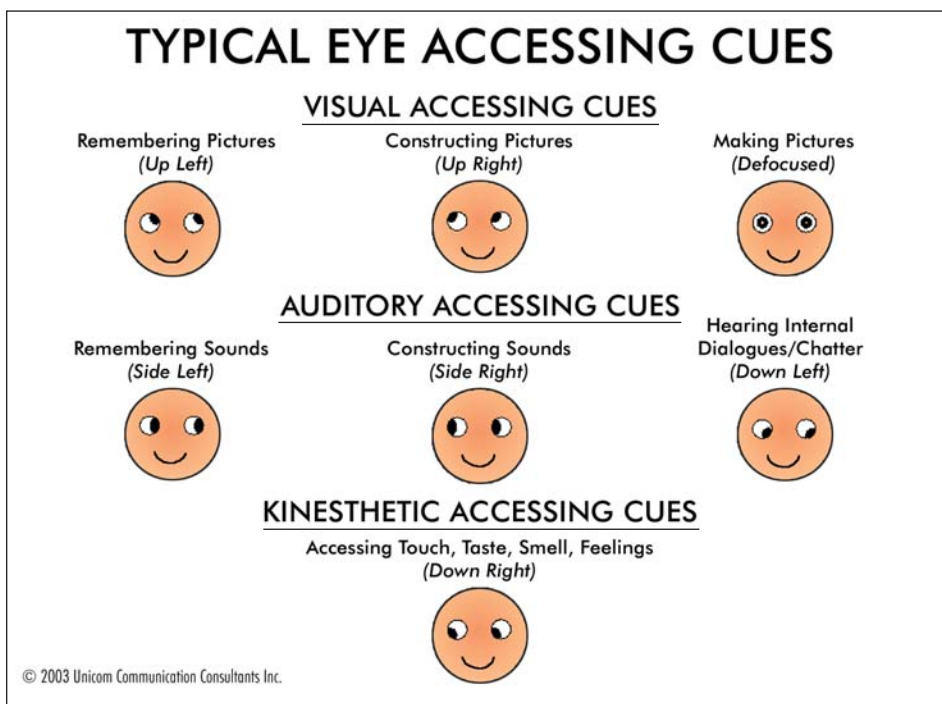 TYPICAL EYE ACCESSING CUES
VISUAL ACCESSING CUES
Remembering Pictures
(Up Left)
Constructing Pictures
(Up Right)
Making Pictures
(Defocused)
AUDITORY ACCESSING CUES
Remembering Sounds
(Side Left)
Constructing Sounds
(Side Right)
Hearing Internal
Dialogues/Chatter
(Down Left)
KINESTHETIC ACCESSING CUES
Accessing Touch, Taste, Smell, Feelings
(Down Right)
© 2003 Unicom Communication Consultants Inc.